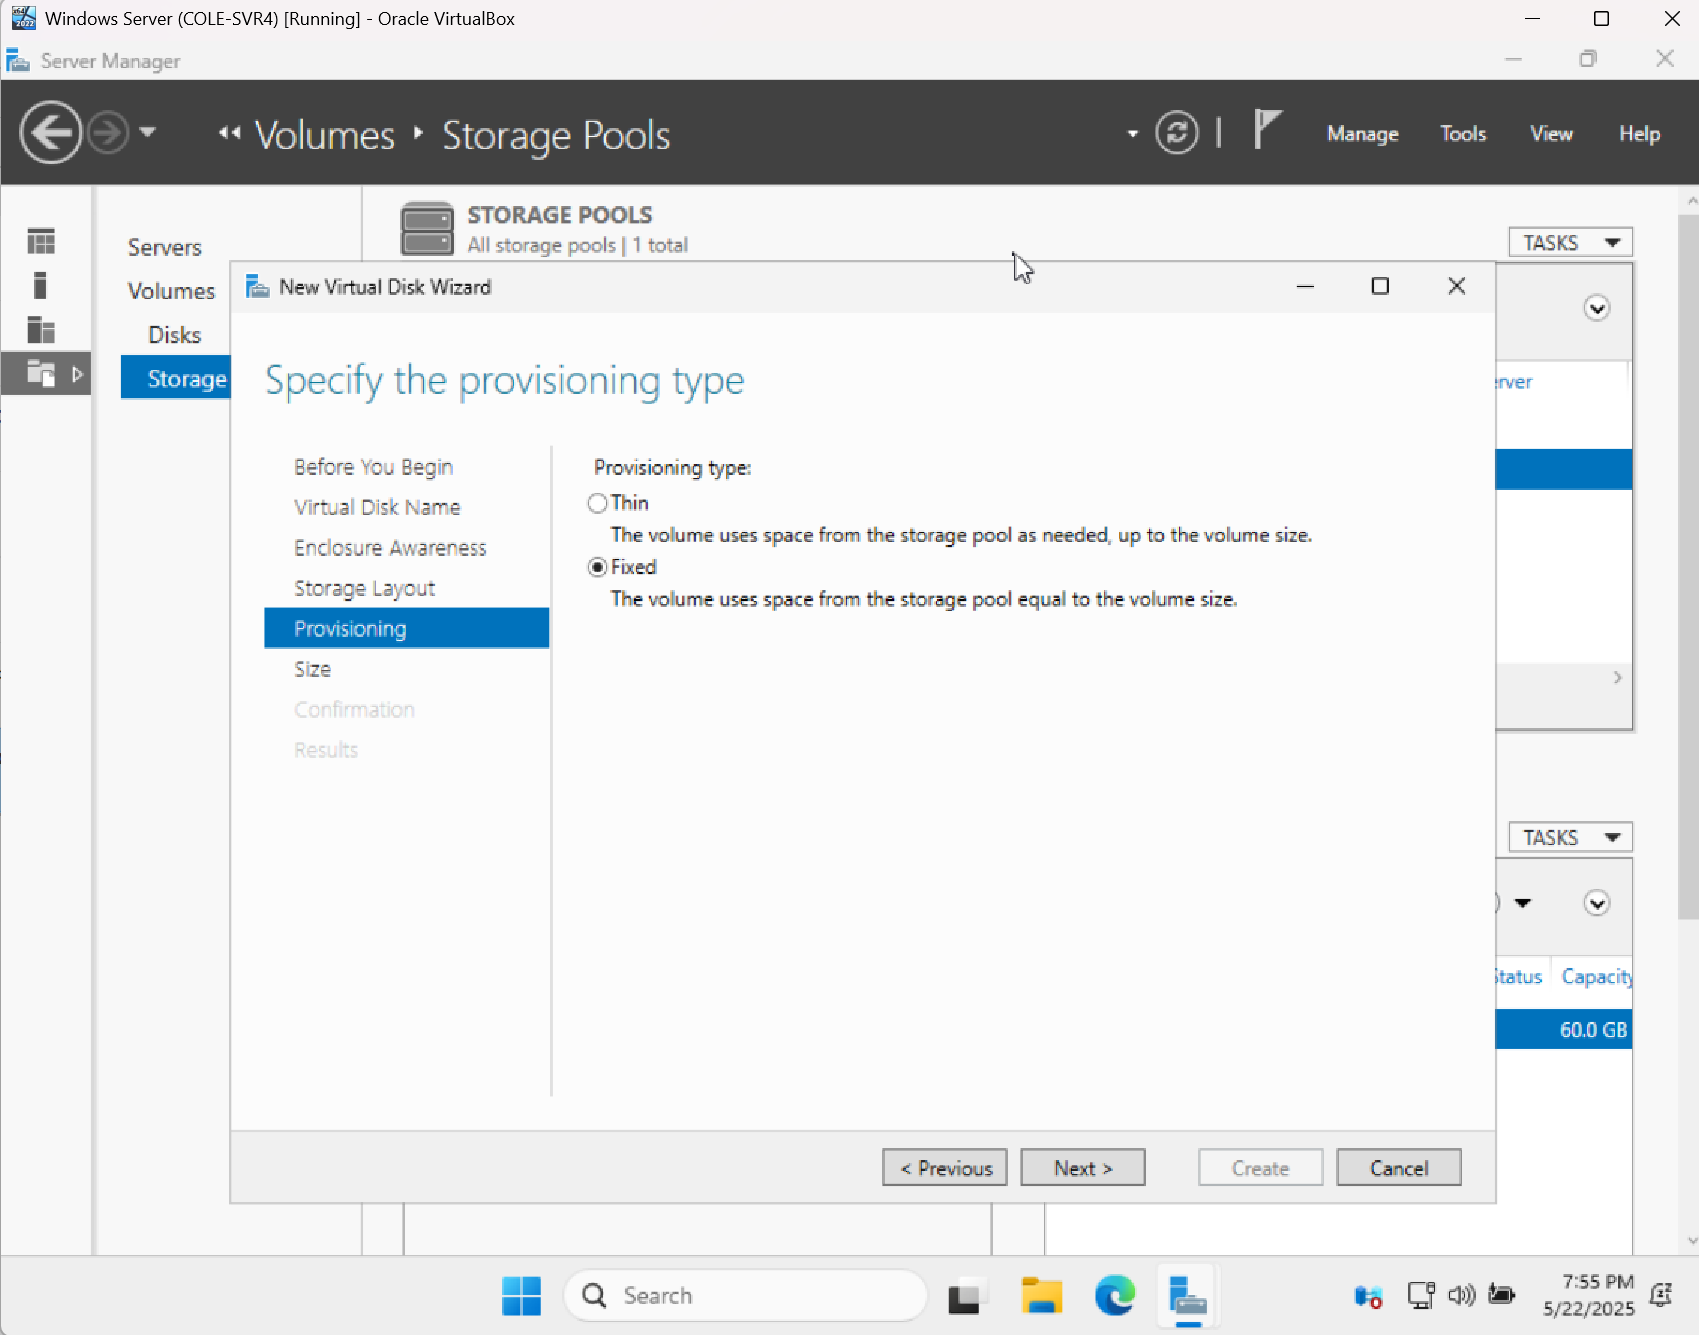 Windows Server (COLE-SVR4) [Running] - Oracle VirtualBox
Server Manager
Volumes
Storage Pools
Manage
Tools
View
Help
Servers
Volumes
Disks
Storage
STORAGE POOLS
All storage pools | 1 total
TASKS
New Virtual Disk Wizard
Specify the provisioning type
Before You Begin
Virtual Disk Name
Enclosure Awareness
Storage Layout
Provisioning
Size
Confirmation
Results
Provisioning type:
Thin
The volume uses space from the storage pool as needed, up to the volume size.
Fixed
The volume uses space from the storage pool equal to the volume size.
< Previous
Next >
Create
Cancel
erver
TASKS
Status
Capacity
60.0 GB
Search
7:55 PM
5/22/2025